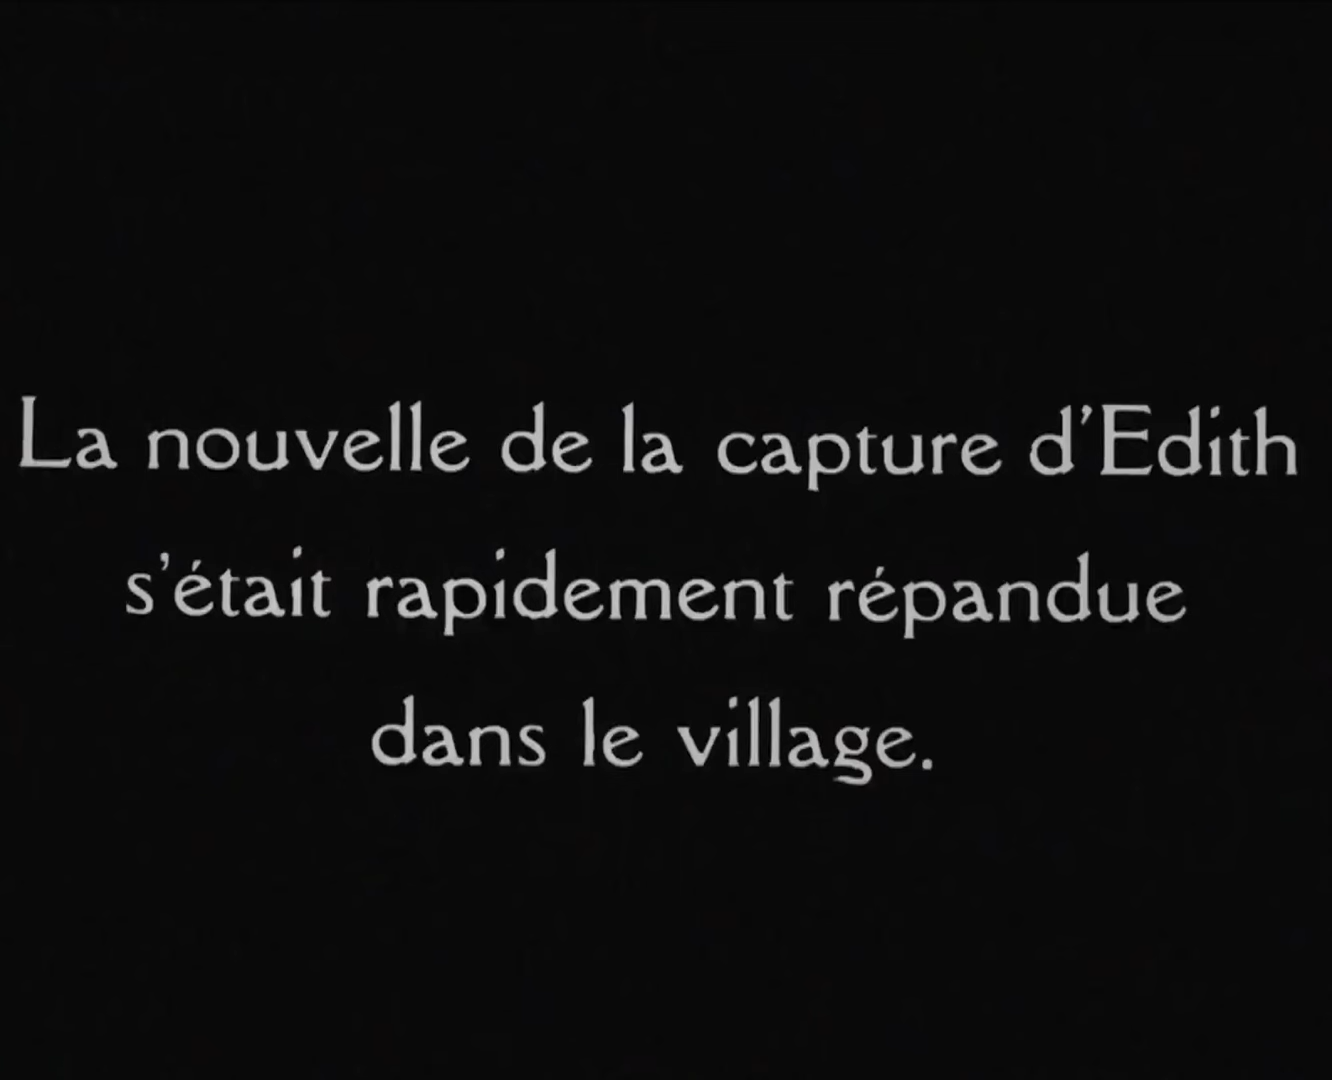 La nouvelle de la capture d'Edith
s'était rapidement répandue
dans le village.